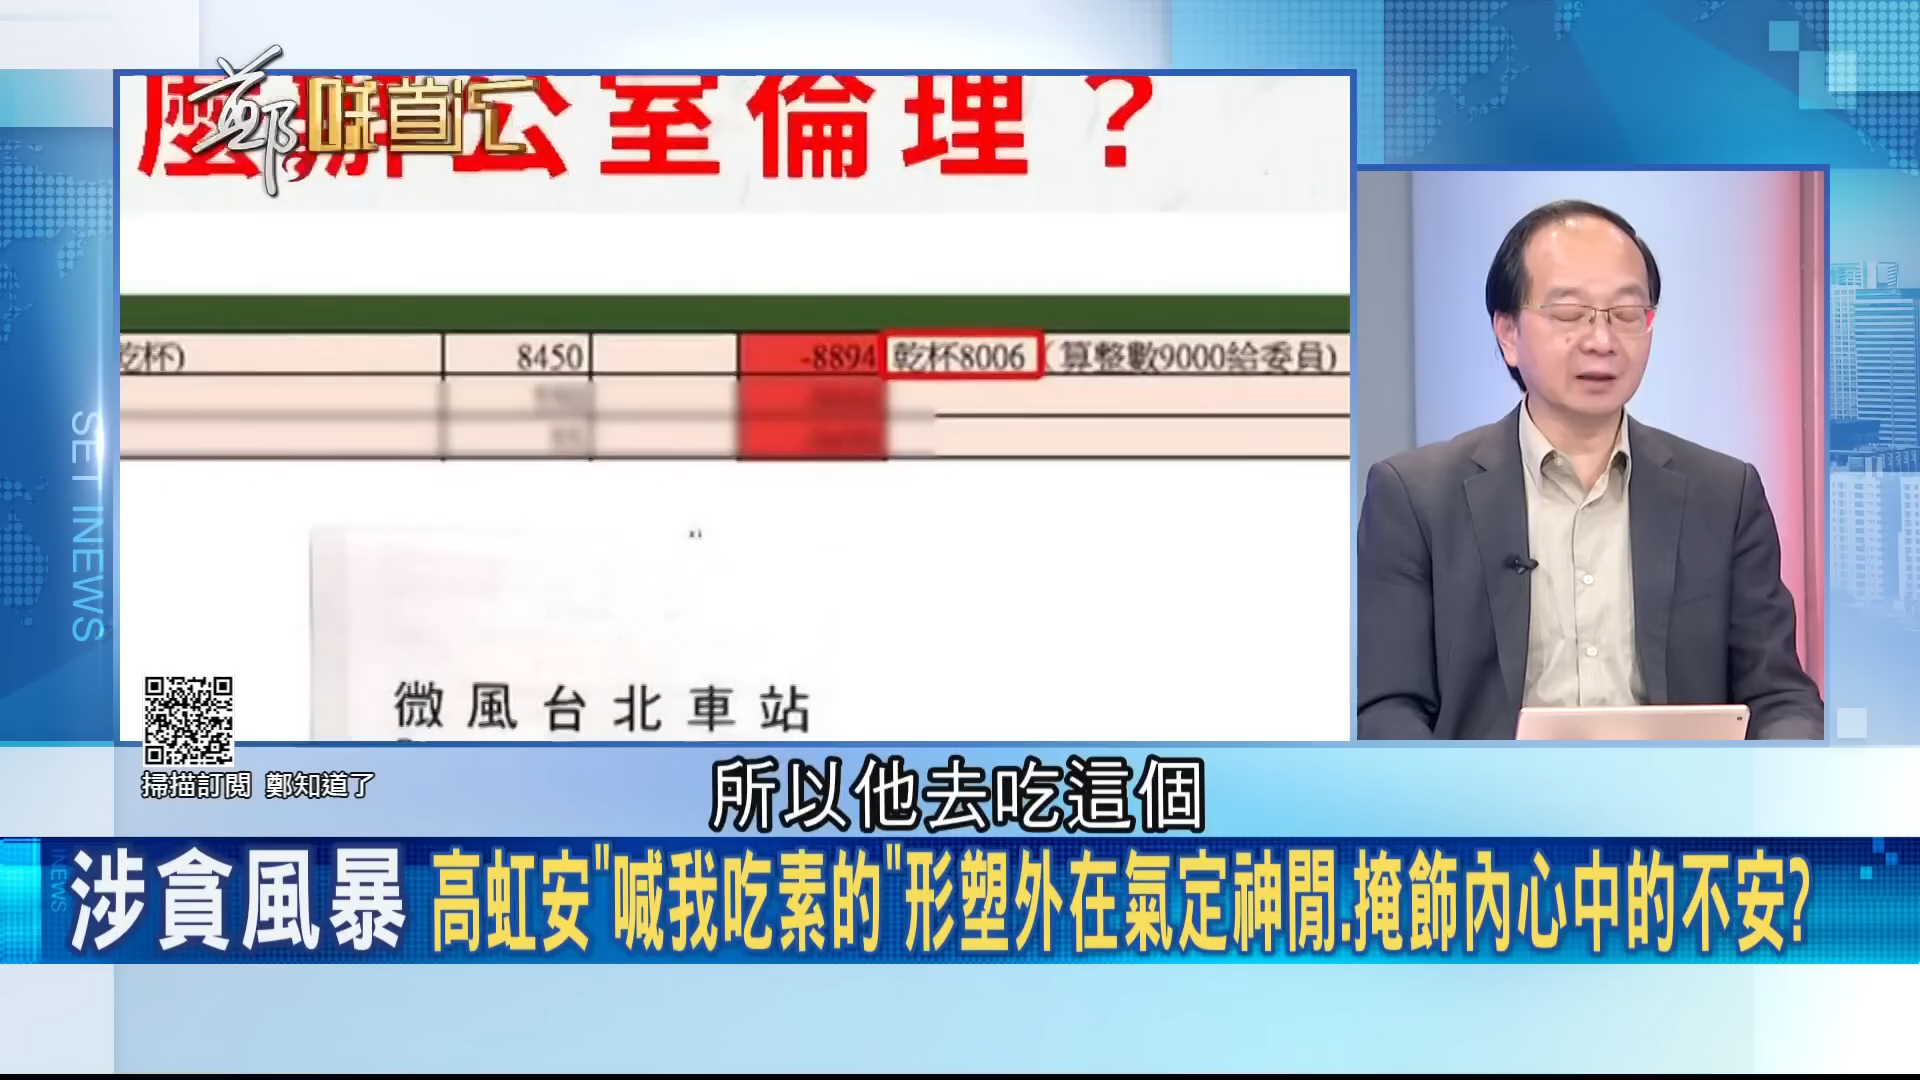 鄭知道了
麼辦公室倫理？
乾杯) 8450 -8894 乾杯8006 (算整數9000給委員)
微風台北車站
SET INEWS
掃描訂閱 鄭知道了
所以他去吃這個
INEWS
涉貪風暴 高虹安"喊我吃素的"形塑外在氣定神閒.掩飾內心中的不安?